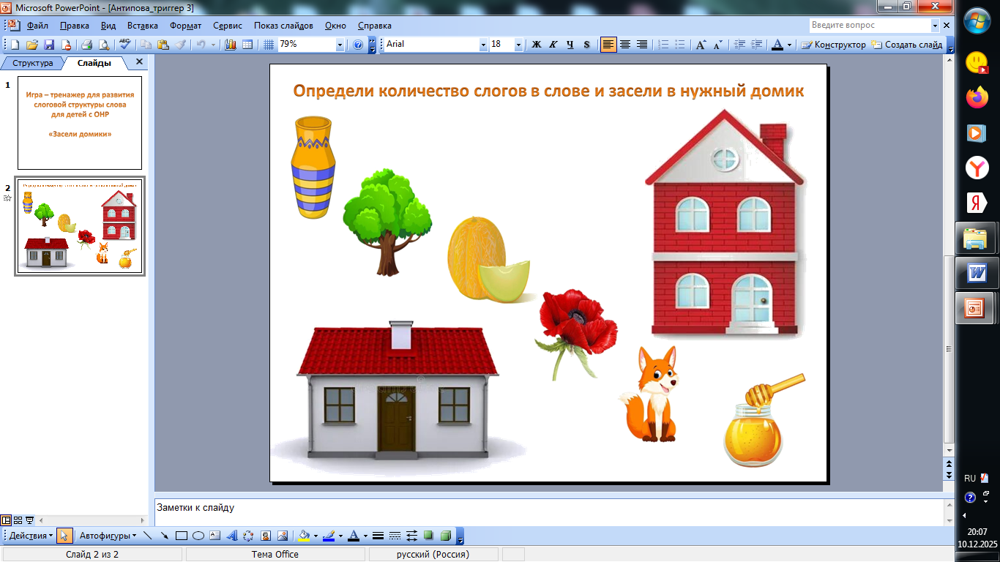 Microsoft PowerPoint - [Антипова_триггер 3]
Файл Правка Вид Вставка Формат Сервис Показ слайдов Окно Справка
Введите вопрос
79%
Arial
18
Ж К Ч S
Конструктор
Создать слайд
Структура
Слайды
1
Игра – тренажер для развития
слоговой структуры слова
для детей с ОНР
«Засели домики»
2
Определи количество слогов в слове и засели в нужный домик
Заметки к слайду
Действия
Автофигуры
Слайд 2 из 2
Тема Office
русский (Россия)
RU
20:07
10.12.2025